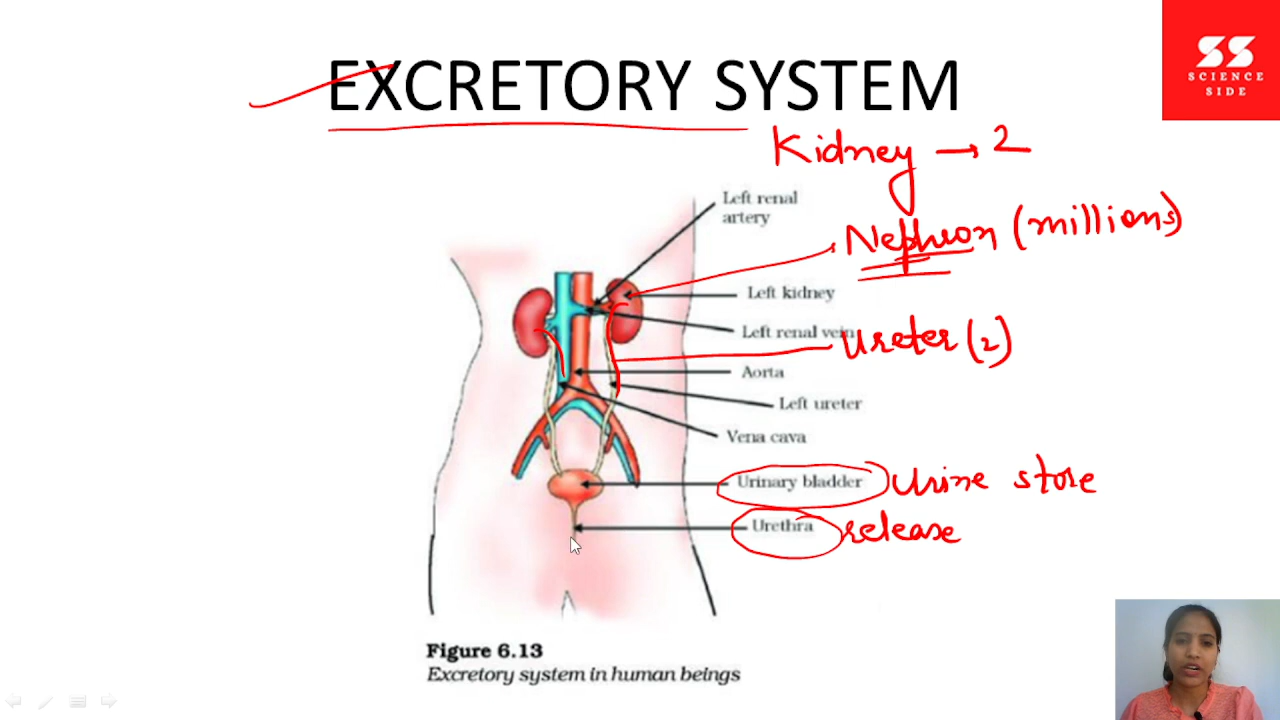 EXCRETORY SYSTEM
SS
SCIENCE
SIDE
Kidney → 2
Left renal
artery
Nephron (millions)
Left kidney
Left renal vein
Ureter (2)
Aorta
Left ureter
Vena cava
Urinary bladder Urine store
Urethra release
Figure 6.13
Excretory system in human beings